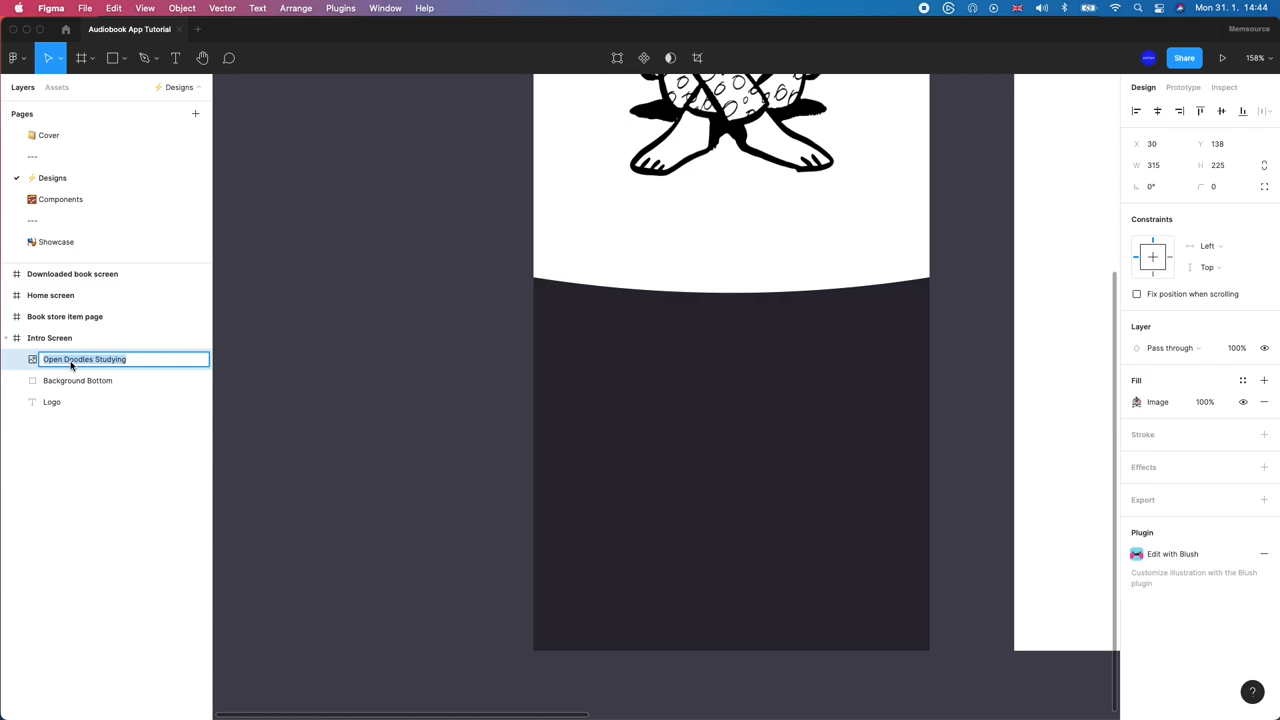 Figma File Edit View Object Vector Text Arrange Plugins Window Help Mon 31. 1. 1444
Audiobook App Tutorial Memsource
Share 158%
Layers Assets ⚡ Designs
Pages
Cover
---
⚡ Designs
Components
---
Showcase
Downloaded book screen
Home screen
Book store item page
Intro Screen
Open Doodles Studying
Background Bottom
Logo
Design Prototype Inspect
X 30 Y 138
W 315 H 225
0° 0
Constraints
Left
Top
Fix position when scrolling
Layer
Pass through 100%
Fill
Image 100%
Stroke
Effects
Export
Plugin
Edit with Blush
Customize illustration with the Blush
plugin
?